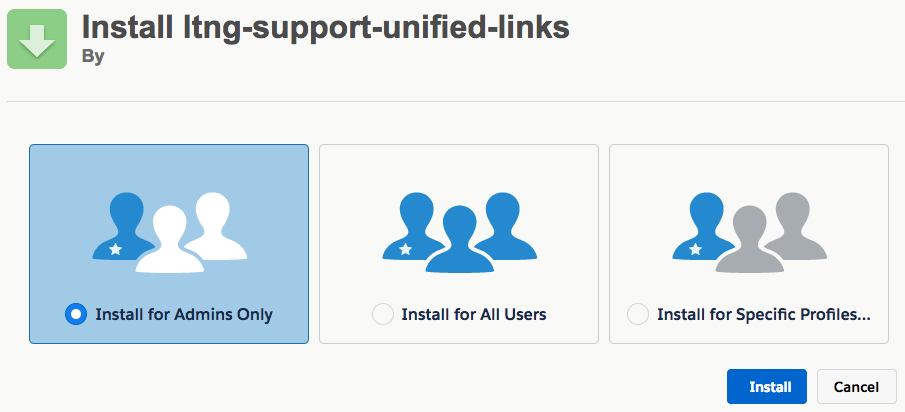 Install ltng-support-unified-links
By
Install for Admins Only
Install for All Users
Install for Specific Profiles...
Install
Cancel